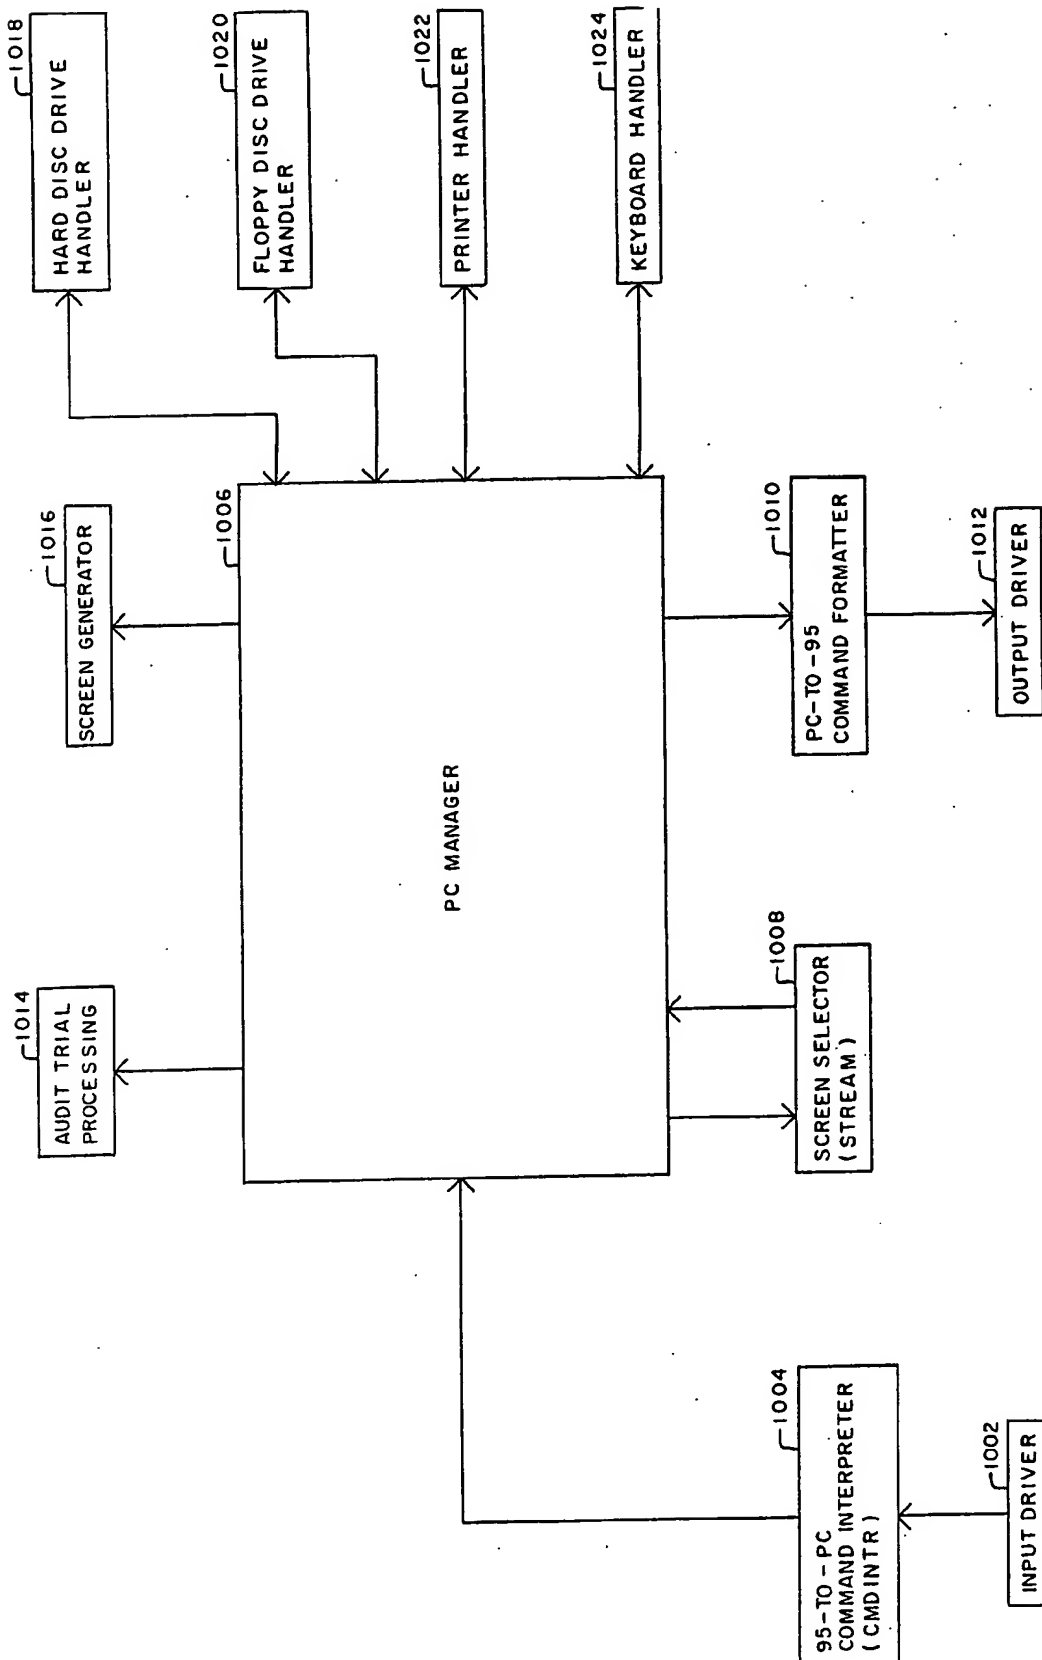 1014
AUDIT TRIAL
PROCESSING
1016
SCREEN GENERATOR
1018
HARD DISC DRIVE
HANDLER
1006
PC MANAGER
1020
FLOPPY DISC DRIVE
HANDLER
1022
PRINTER HANDLER
1024
KEYBOARD HANDLER
1004
95-TO-PC
COMMAND INTERPRETER
(CMDINTR)
1008
SCREEN SELECTOR
(STREAM)
1010
PC-TO-95
COMMAND FORMATTER
1002
INPUT DRIVER
1012
OUTPUT DRIVER